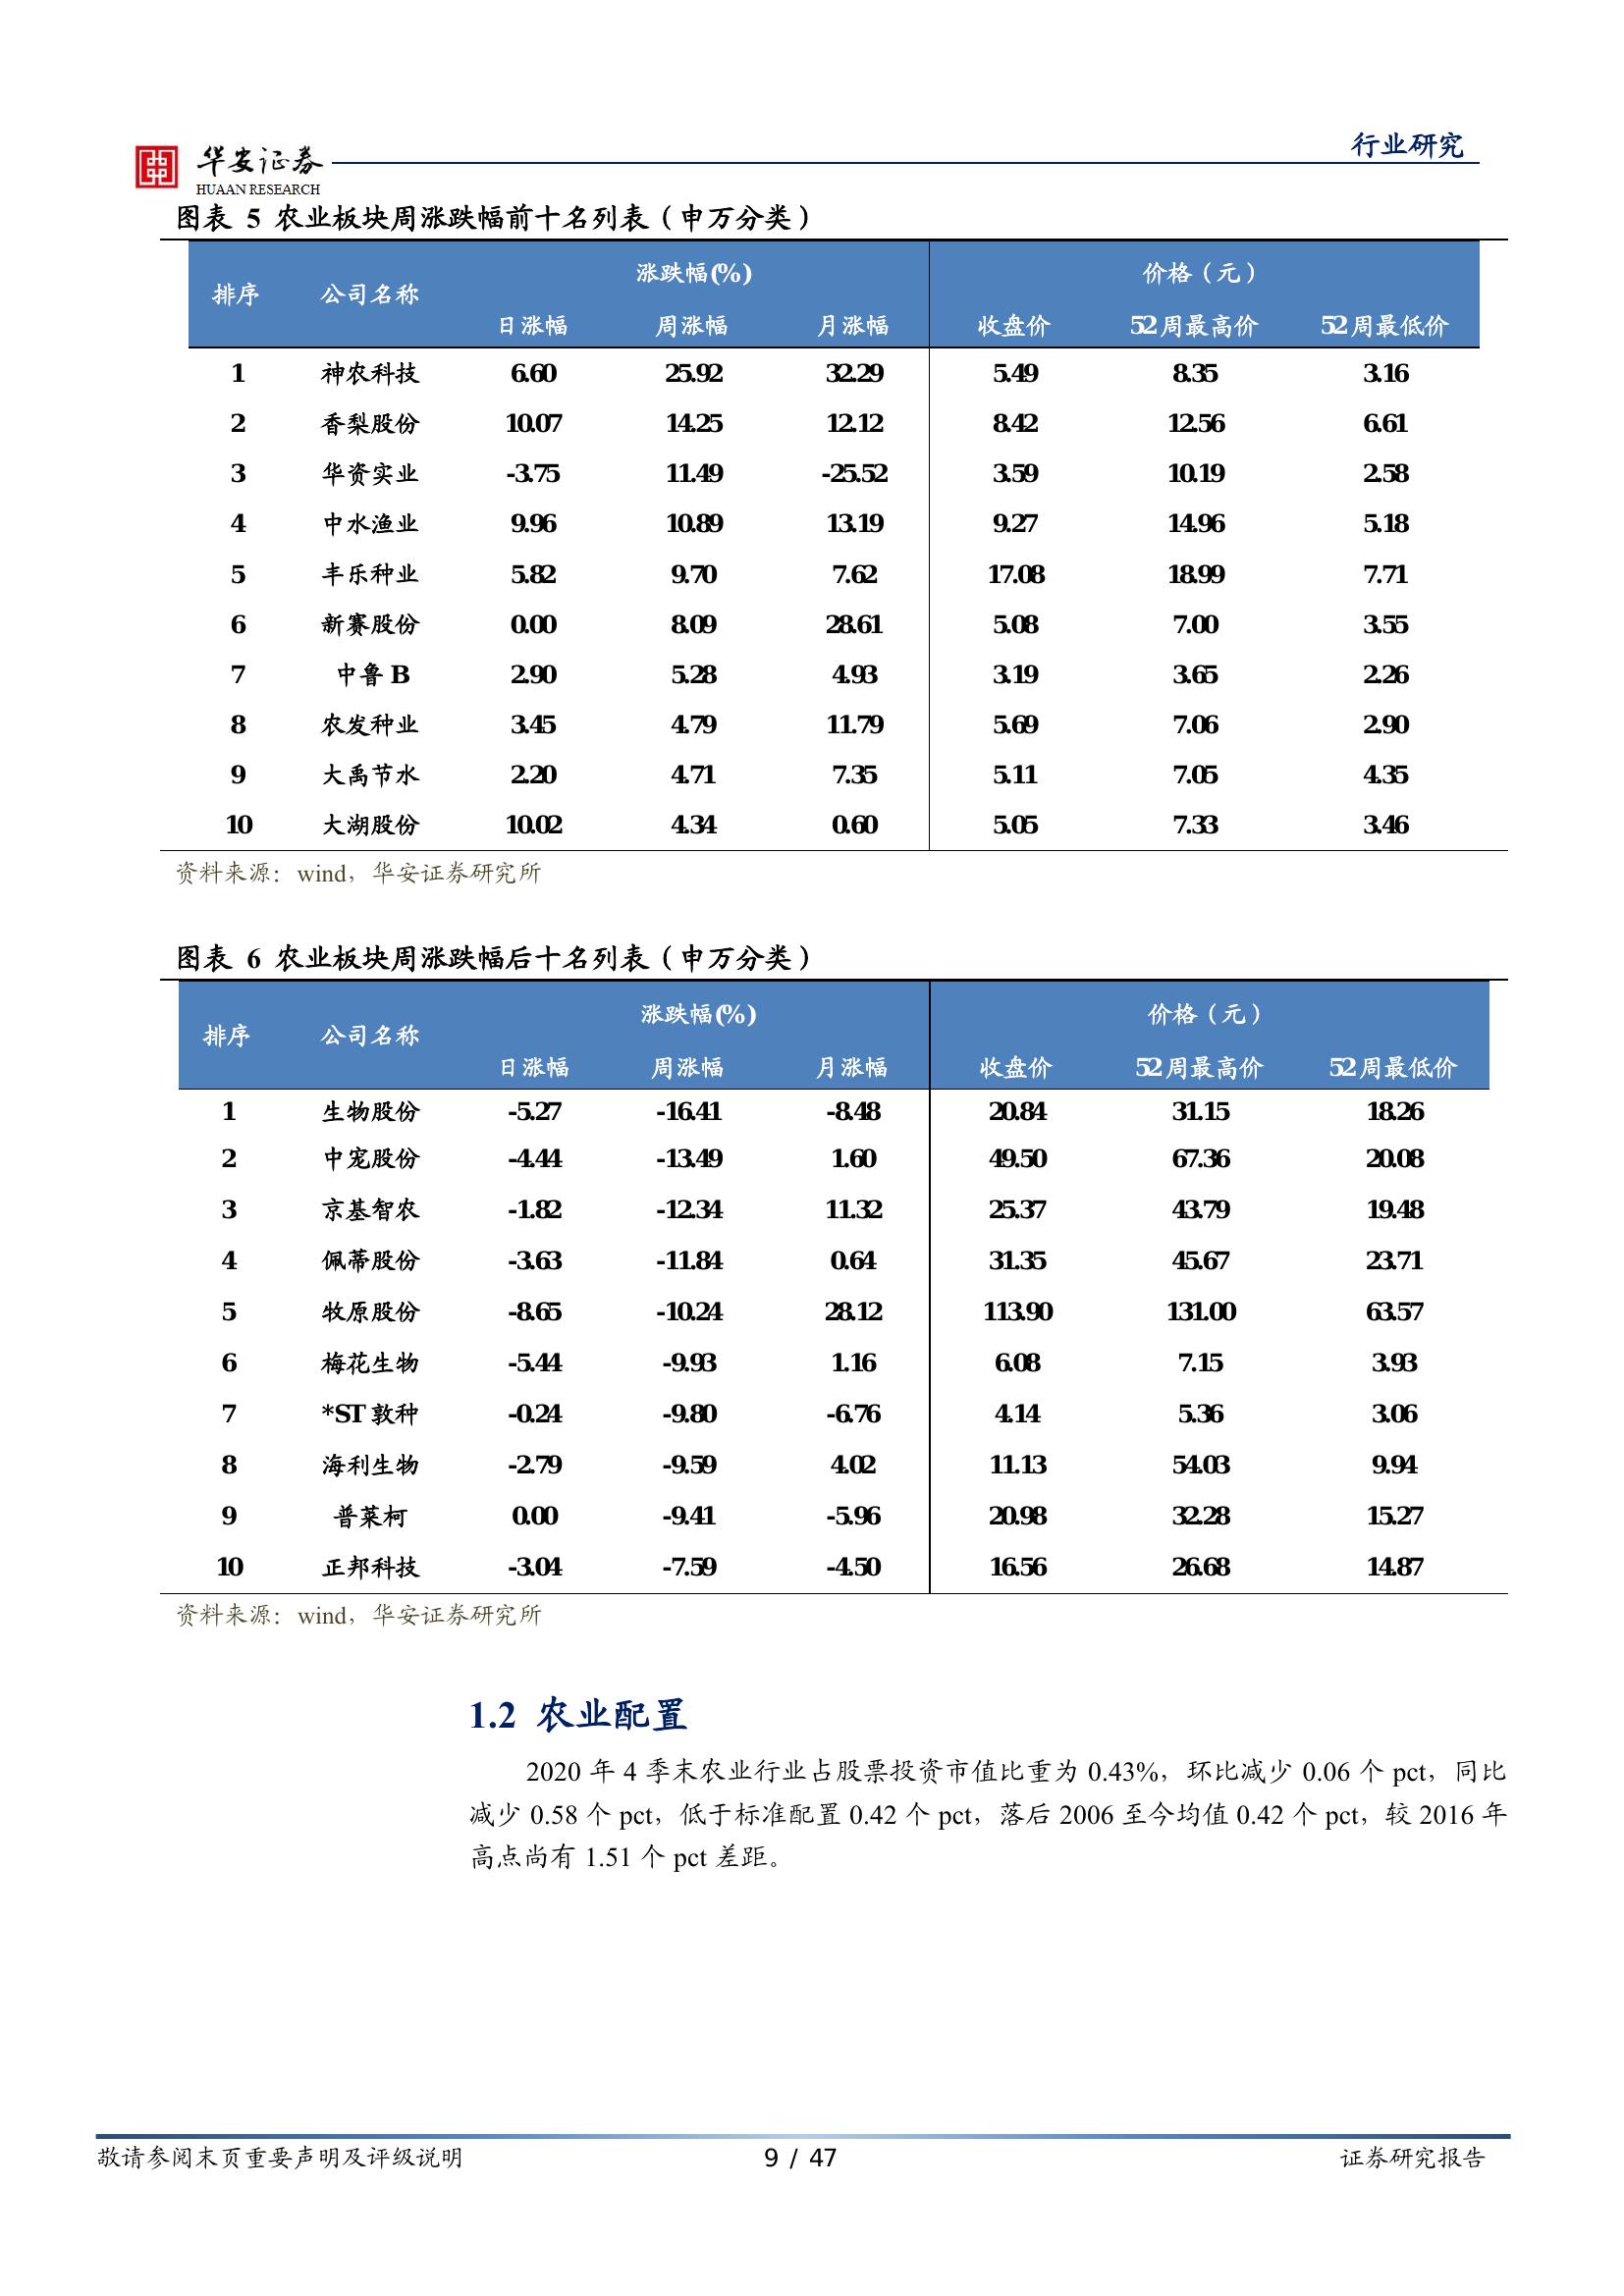 华安证券
HUAAN RESEARCH
行业研究
图表 5 农业板块周涨跌幅前十名列表（申万分类）
排序 公司名称 涨跌幅(%) 价格（元）
日涨幅 周涨幅 月涨幅 收盘价 52周最高价 52周最低价
1 神农科技 6.60 25.92 32.29 5.49 8.35 3.16
2 香梨股份 10.07 14.25 12.12 8.42 12.56 6.61
3 华资实业 -3.75 11.49 -25.52 3.59 10.19 2.58
4 中水渔业 9.96 10.89 13.19 9.27 14.96 5.18
5 丰乐种业 5.82 9.70 7.62 17.08 18.99 7.71
6 新赛股份 0.00 8.09 28.61 5.08 7.00 3.55
7 中鲁 B 2.90 5.28 4.93 3.19 3.65 2.26
8 农发种业 3.45 4.79 11.79 5.69 7.06 2.90
9 大禹节水 2.20 4.71 7.35 5.11 7.05 4.35
10 大湖股份 10.02 4.34 0.60 5.05 7.33 3.46
资料来源：wind，华安证券研究所
图表 6 农业板块周涨跌幅后十名列表（申万分类）
排序 公司名称 涨跌幅(%) 价格（元）
日涨幅 周涨幅 月涨幅 收盘价 52周最高价 52周最低价
1 生物股份 -5.27 -16.41 -8.48 20.84 31.15 18.26
2 中宠股份 -4.44 -13.49 1.60 49.50 67.36 20.08
3 京基智农 -1.82 -12.34 11.32 25.37 43.79 19.48
4 佩蒂股份 -3.63 -11.84 0.64 31.35 45.67 23.71
5 牧原股份 -8.65 -10.24 28.12 113.90 131.00 63.57
6 梅花生物 -5.44 -9.93 1.16 6.08 7.15 3.93
7 *ST 敦种 -0.24 -9.80 -6.76 4.14 5.36 3.06
8 海利生物 -2.79 -9.59 4.02 11.13 54.03 9.94
9 普莱柯 0.00 -9.41 -5.96 20.98 32.28 15.27
10 正邦科技 -3.04 -7.59 -4.50 16.56 26.68 14.87
资料来源：wind，华安证券研究所
1.2 农业配置
2020 年 4 季末农业行业占股票投资市值比重为 0.43%，环比减少 0.06 个 pct，同比
减少 0.58 个 pct，低于标准配置 0.42 个 pct，落后 2006 至今均值 0.42 个 pct，较 2016 年
高点尚有 1.51 个 pct 差距。
敬请参阅末页重要声明及评级说明 9 / 47 证券研究报告